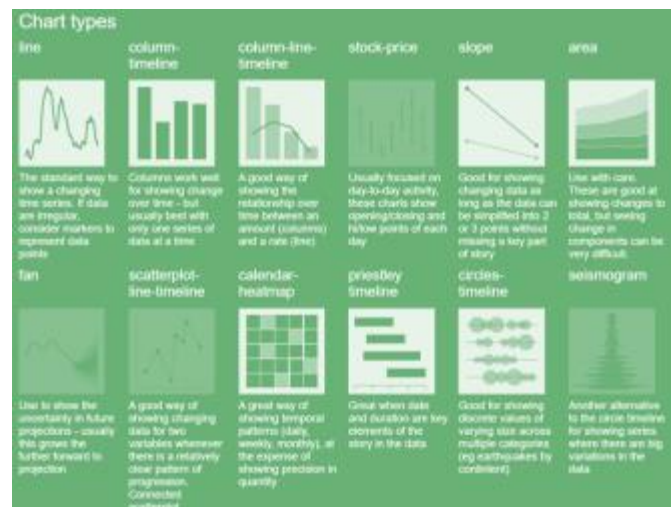 Chart types
line
column-
timeline
column-line-
timeline
stock-price
slope
area
The standard way to
show a changing
time series. If data
are irregular,
consider markers to
represent data
points
Columns work well
for showing change
over time - but
usually best with
only one series of
data at a time
A good way of
showing the
relationship over
time between an
amount (columns)
and a rate (line)
Usually focused on
day-to-day activity,
these charts show
opening/closing and
hi/low points of each
day
Good for showing
changing data as
long as the data can
be simplified into 2
or 3 points without
missing a key part
of story
Use with care.
These are good at
showing changes to
total, but seeing
change in
components can be
very difficult
fan
scatterplot-
line-timeline
calendar-
heatmap
priestley
timeline
circles-
timeline
seismogram
Use to show the
uncertainty in future
projections - usually
this grows the
further forward to
projection
A good way of
showing changing
data for two
variables whenever
there is a relatively
clear pattern of
progression.
Connected
A great way of
showing temporal
patterns (daily,
weekly, monthly), at
the expense of
showing precision in
quantity
Great when date
and duration are key
elements of the
story in the data
Good for showing
discrete values of
varying size across
multiple categories
(eg earthquakes by
continent)
Another alternative
to the circle timeline
for showing series
where there are big
variations in the
data